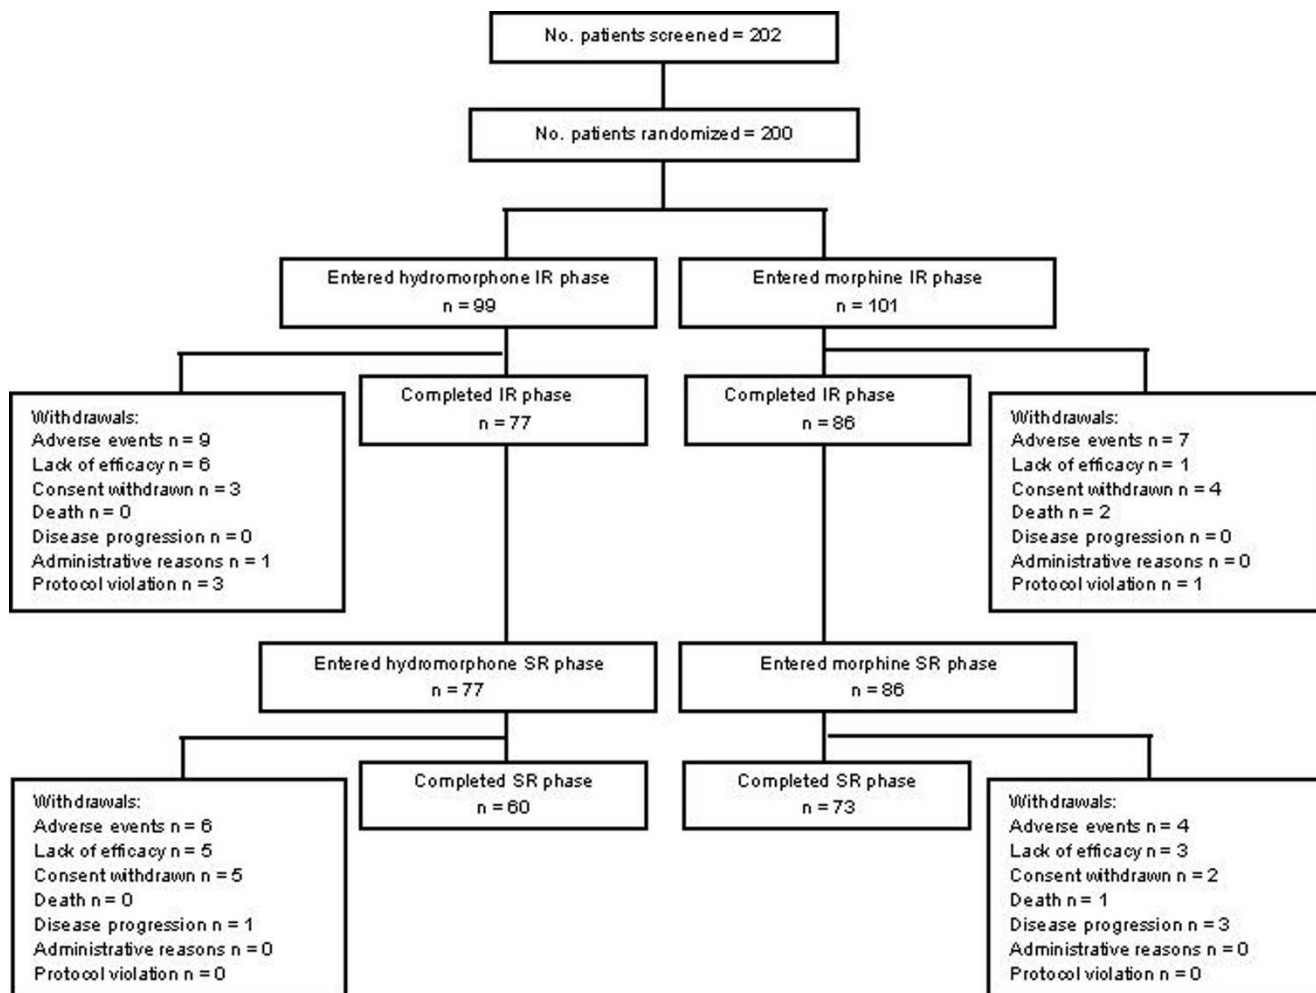 No. patients screened = 202
No. patients randomized = 200
Entered hydromorphone IR phase
n = 99
Entered morphine IR phase
n = 101
Completed IR phase
n = 77
Completed IR phase
n = 86
Withdrawals:
Adverse events n = 9
Lack of efficacy n = 6
Consent withdrawn n = 3
Death n = 0
Disease progression n = 0
Administrative reasons n = 1
Protocol violation n = 3
Withdrawals:
Adverse events n = 7
Lack of efficacy n = 1
Consent withdrawn n = 4
Death n = 2
Disease progression n = 0
Administrative reasons n = 0
Protocol violation n = 1
Entered hydromorphone SR phase
n = 77
Entered morphine SR phase
n = 86
Completed SR phase
n = 60
Completed SR phase
n = 73
Withdrawals:
Adverse events n = 6
Lack of efficacy n = 5
Consent withdrawn n = 5
Death n = 0
Disease progression n = 1
Administrative reasons n = 0
Protocol violation n = 0
Withdrawals:
Adverse events n = 4
Lack of efficacy n = 3
Consent withdrawn n = 2
Death n = 1
Disease progression n = 3
Administrative reasons n = 0
Protocol violation n = 0